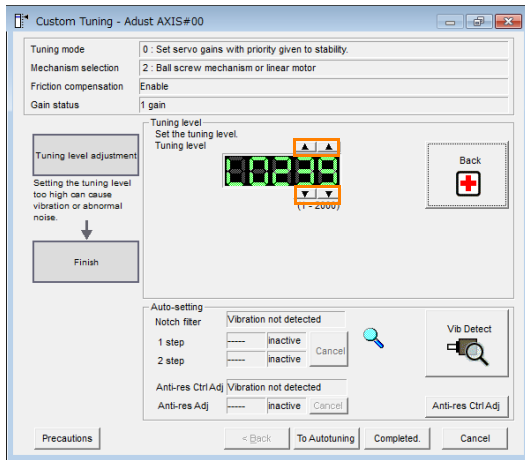 Custom Tuning - Adust AXIS#00
Tuning mode
0 : Set servo gains with priority given to stability.
Mechanism selection
2 : Ball screw mechanism or linear motor
Friction compensation
Enable
Gain status
1 gain
Tuning level adjustment
Setting the tuning level
too high can cause
vibration or abnormal
noise.
Finish
Tuning level
Set the tuning level.
Tuning level
L0239
(1 - 2000)
Back
Auto-setting
Notch filter
Vibration not detected
1 step
-----
inactive
2 step
-----
inactive
Cancel
Anti-res Ctrl Adj
Vibration not detected
Anti-res Adj
-----
inactive
Cancel
Vib Detect
Anti-res Ctrl Adj
Precautions
< Back
To Autotuning
Completed.
Cancel